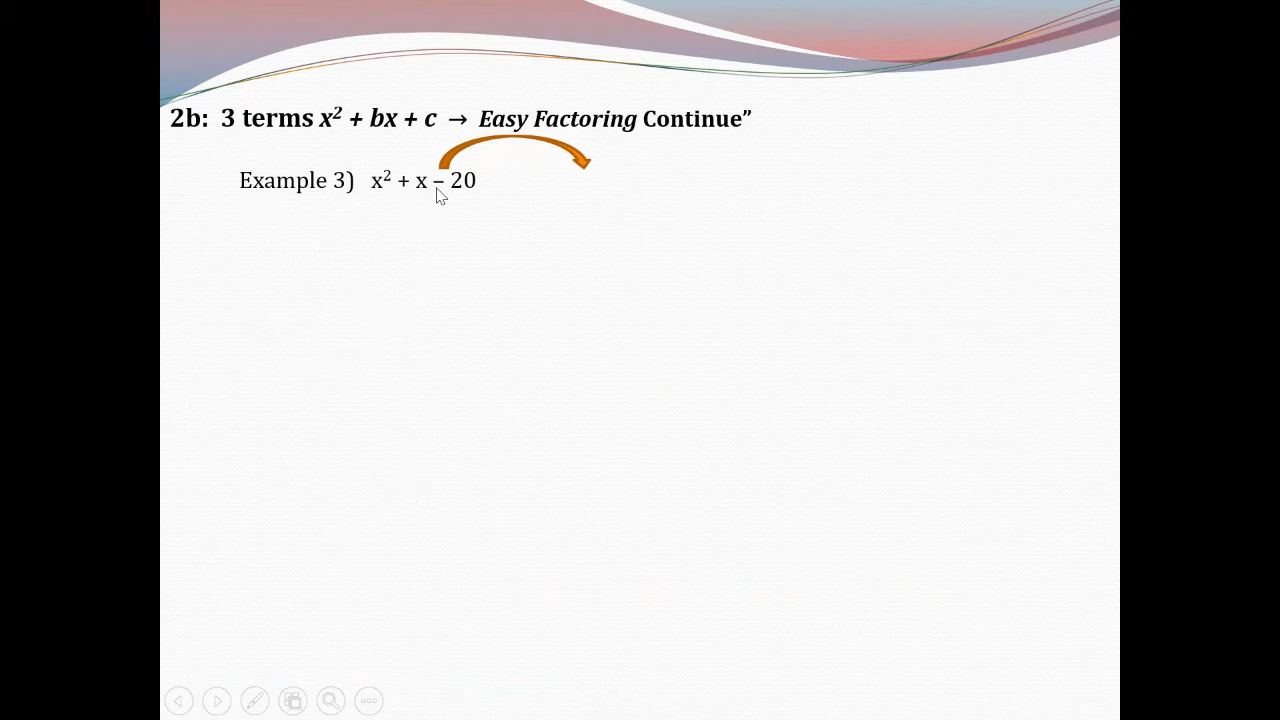 2b: 3 terms x² + bx + c → Easy Factoring Continue”
Example 3) x² + x – 20